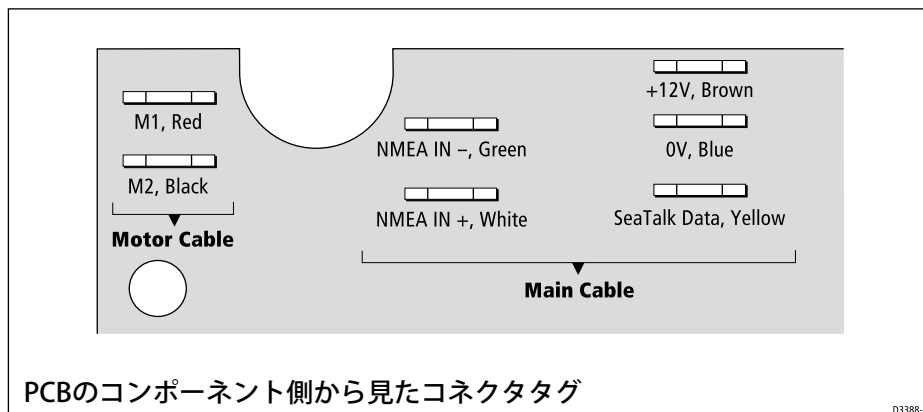 M1, Red
M2, Black
Motor Cable
NMEA IN –, Green
NMEA IN +, White
+12V, Brown
0V, Blue
SeaTalk Data, Yellow
Main Cable
PCBのコンポーネント側から見たコネクタタグ
D3388-